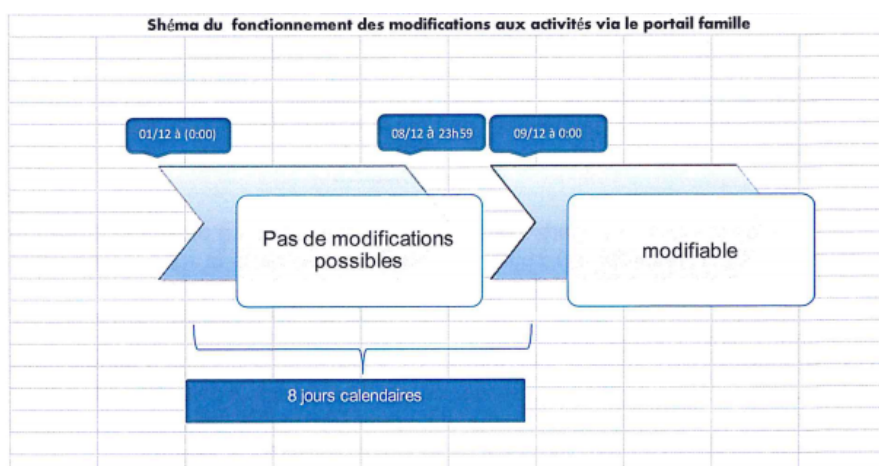 Shéma du fonctionnement des modifications aux activités via le portail famille
01/12 à (0:00)
08/12 à 23h59
09/12 à 0:00
Pas de modifications
possibles
modifiable
8 jours calendaires